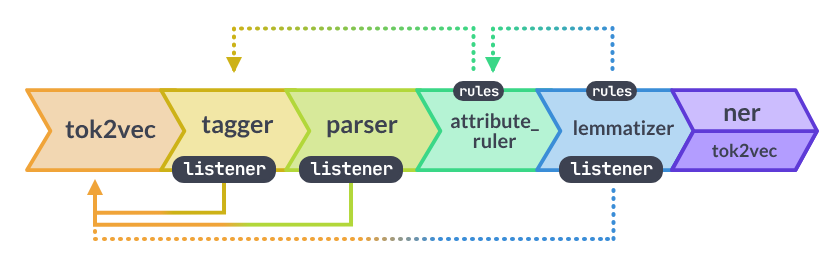 rules
rules
tok2vec
tagger
parser
attribute_
ruler
lemmatizer
ner
tok2vec
listener
listener
listener